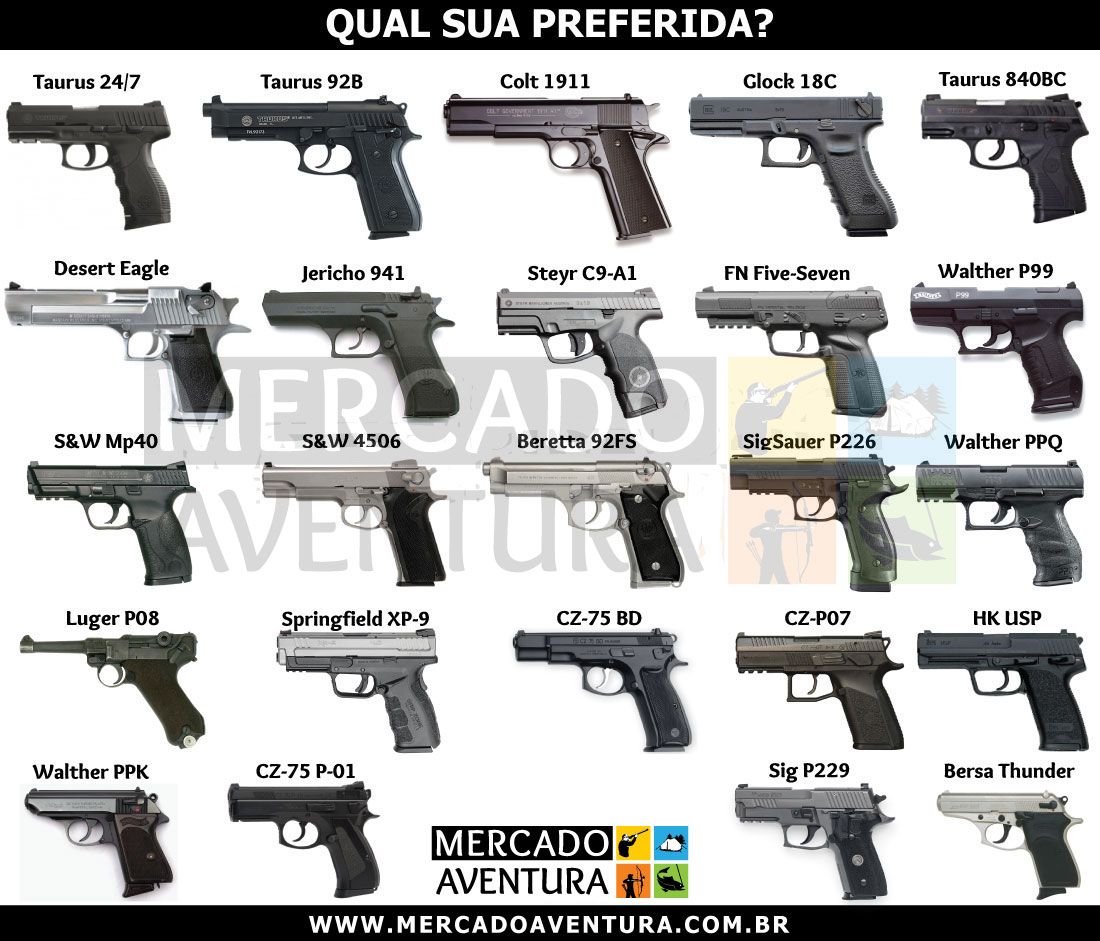 QUAL SUA PREFERIDA?
Taurus 24/7
Taurus 92B
Colt 1911
Glock 18C
Taurus 840BC
Desert Eagle
Jericho 941
Steyr C9-A1
FN Five-Seven
Walther P99
S&W Mp40
S&W 4506
Beretta 92FS
SigSauer P226
Walther PPQ
MERCADO
AVENTURA
Luger P08
Springfield XP-9
CZ-75 BD
CZ-P07
HK USP
Walther PPK
CZ-75 P-01
Sig P229
Bersa Thunder
MERCADO
AVENTURA
WWW.MERCADOAVENTURA.COM.BR